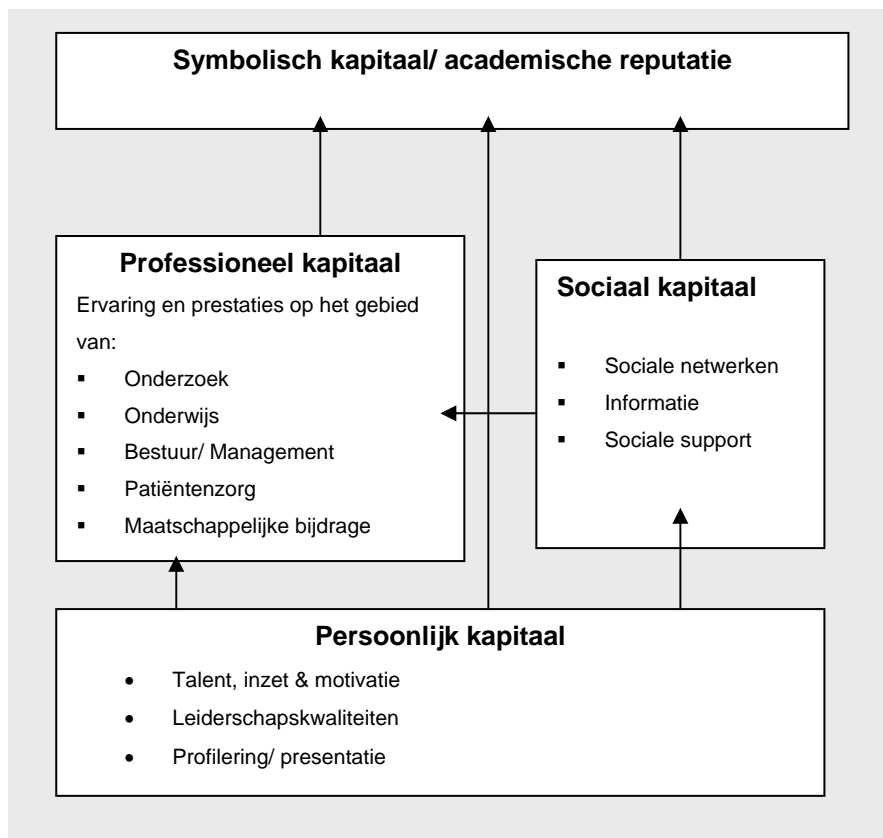 Symbolisch kapitaal/ academische reputatie
Professioneel kapitaal
Ervaring en prestaties op het gebied
van:
▪ Onderzoek
▪ Onderwijs
▪ Bestuur/ Management
▪ Patiëntenzorg
▪ Maatschappelijke bijdrage
Sociaal kapitaal
▪ Sociale netwerken
▪ Informatie
▪ Sociale support
Persoonlijk kapitaal
• Talent, inzet & motivatie
• Leiderschapskwaliteiten
• Profilering/ presentatie